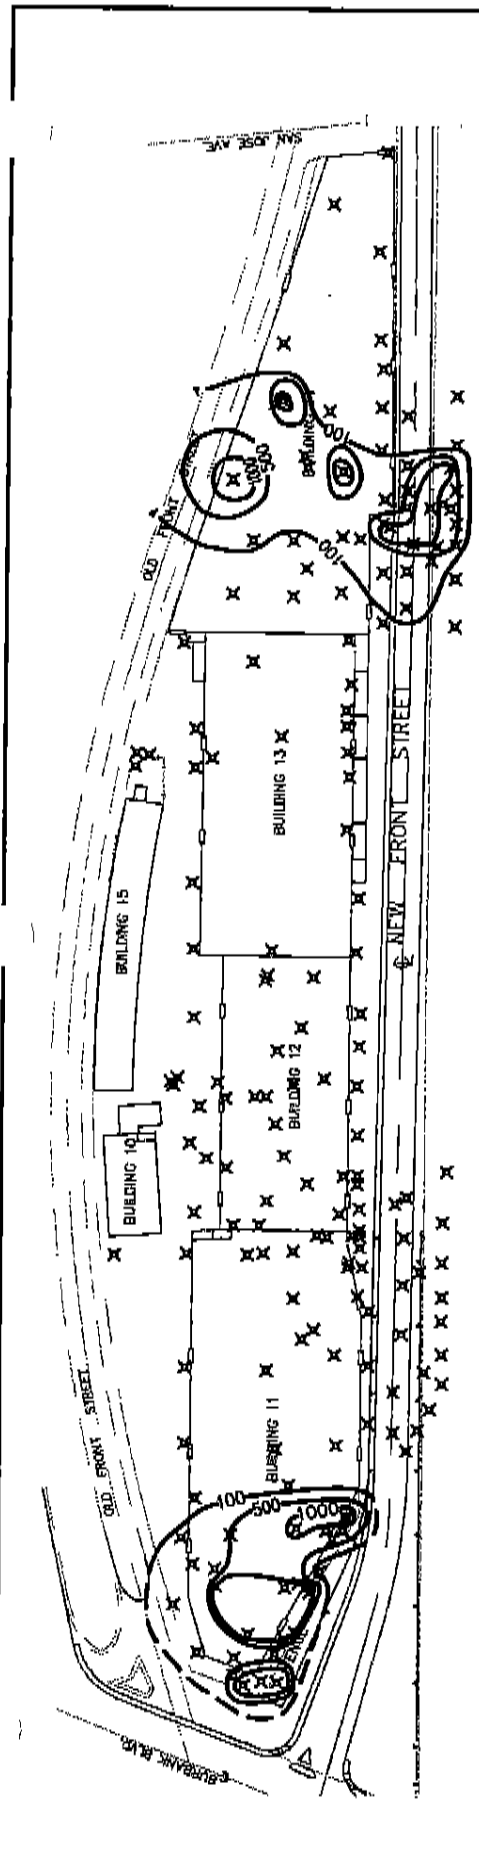 SAN JOSE AVE.
100
BUILDING
1000
500
STREET
OLD FRONT
100
BUILDING 13
NEW FRONT STREET
BUILDING 15
BUILDING 12
BUILDING 10
OLD FRONT STREET
BUILDING 11
100
500
1000
BURBANK BLVD.